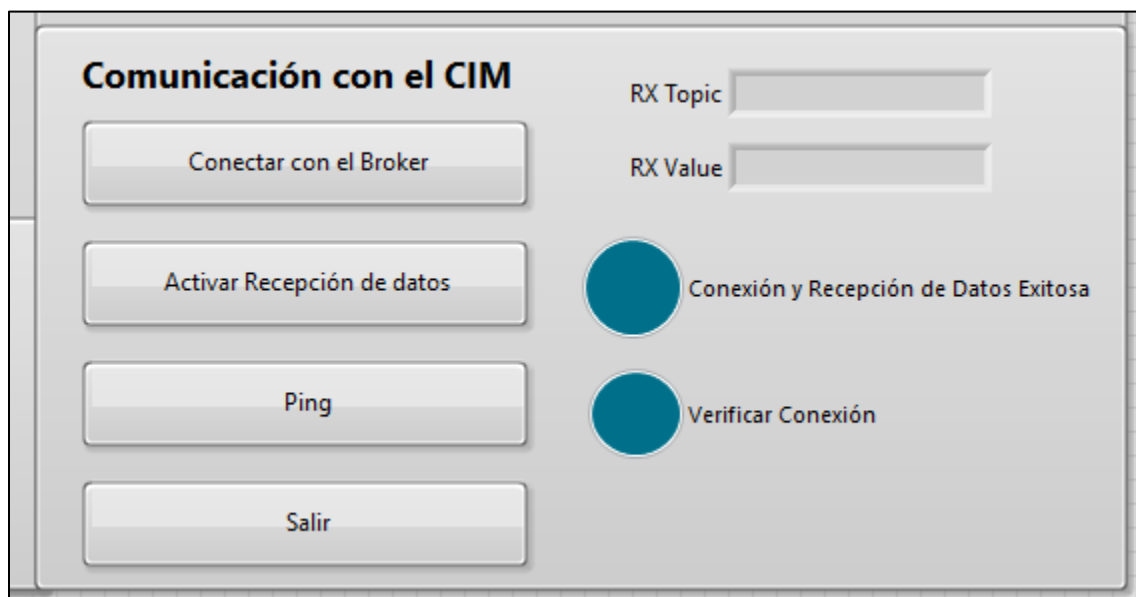 Comunicación con el CIM
Conectar con el Broker
Activar Recepción de datos
Ping
Salir
RX Topic
RX Value
Conexión y Recepción de Datos Exitosa
Verificar Conexión